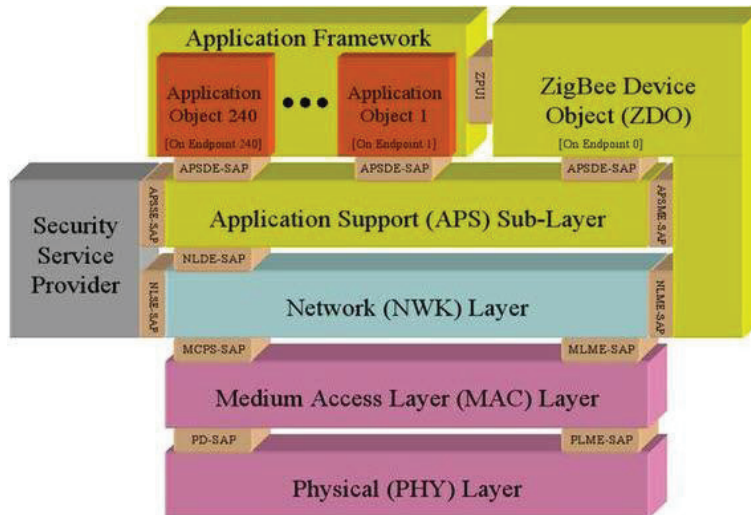 Application Framework
Application
Object 240
[On Endpoint 240]
Application
Object 1
[On Endpoint 1]
ZPUI
ZigBee Device
Object (ZDO)
[On Endpoint 0]
APSDE-SAP
APSDE-SAP
APSDE-SAP
Security
Service
Provider
APSSE-SAP
Application Support (APS) Sub-Layer
APSME-SAP
NLDE-SAP
NLSE-SAP
Network (NWK) Layer
NLME-SAP
MCPS-SAP
MLME-SAP
Medium Access Layer (MAC) Layer
PD-SAP
PLME-SAP
Physical (PHY) Layer